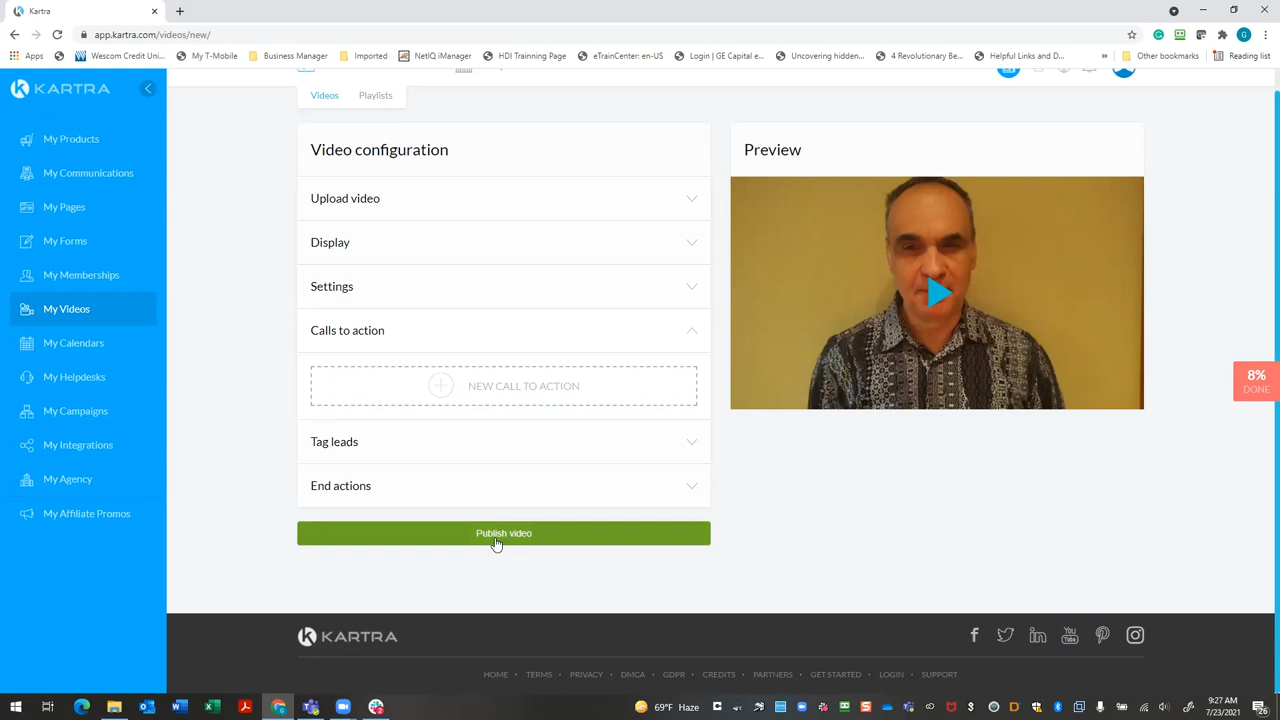 Kartra
app.kartra.com/videos/new/
Apps
Wescom Credit Uni...
My T-Mobile
Business Manager
Imported
NetIQ iManager
HDI Training Page
eTrainCenter: en-US
Login | GE Capital e...
Uncovering hidden...
4 Revolutionary Be...
Helpful Links and D...
»
Other bookmarks
Reading list
KARTRA
My Products
My Communications
My Pages
My Forms
My Memberships
My Videos
My Calendars
My Helpdesks
My Campaigns
My Integrations
My Agency
My Affiliate Promos
Videos
Playlists
Video configuration
Upload video
Display
Settings
Calls to action
NEW CALL TO ACTION
Tag leads
End actions
Publish video
Preview
8%
DONE
KARTRA
HOME · TERMS · PRIVACY · DMCA · GDPR · CREDITS · PARTNERS · GET STARTED · LOGIN · SUPPORT
69°F Haze
9:27 AM
7/23/2021